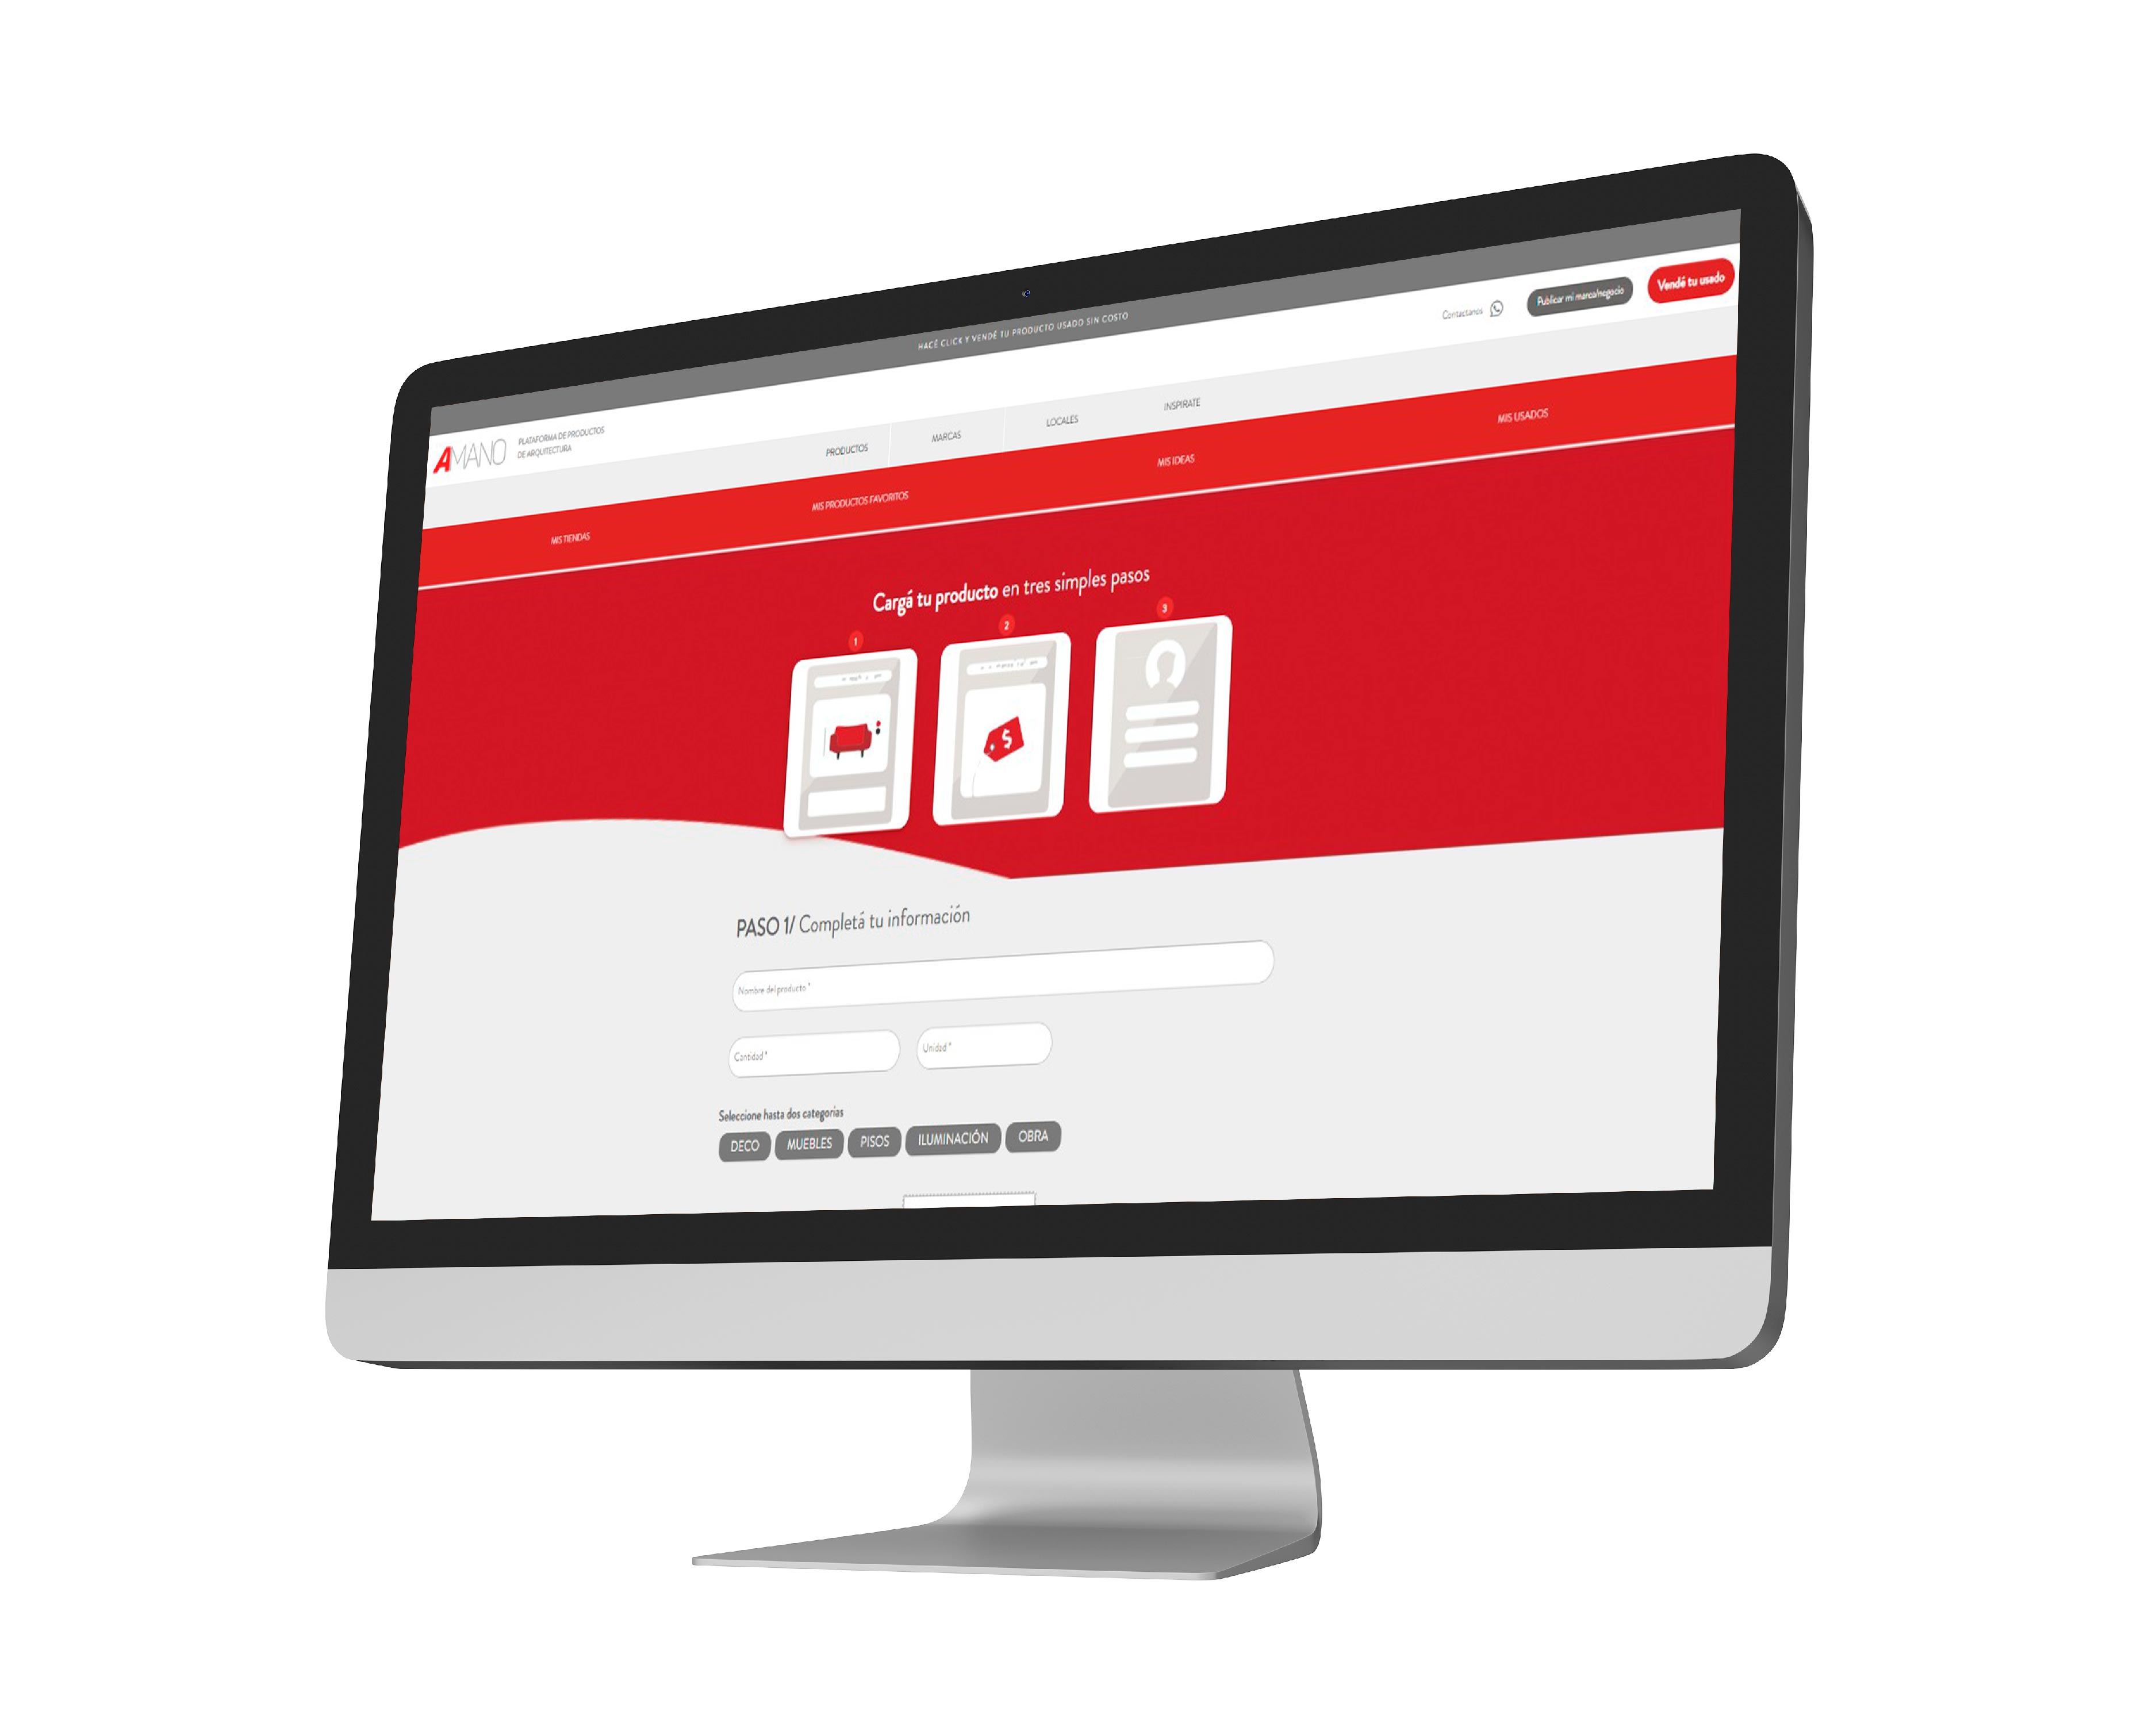 HACÉ CLICK Y VENDÉ TU PRODUCTO USADO SIN COSTO
AMANO
PLATAFORMA DE PRODUCTOS
DE ARQUITECTURA
Contactanos
Publicar mi marca/negocio
Vendé tu usado
PRODUCTOS
MARCAS
LOCALES
INSPIRATE
MIS TIENDAS
MIS PRODUCTOS FAVORITOS
MIS IDEAS
MIS USADOS
Cargá tu producto en tres simples pasos
1
2
3
$
PASO 1/ Completá tu información
Nombre del producto *
Cantidad *
Unidad *
Seleccione hasta dos categorias
DECO
MUEBLES
PISOS
ILUMINACIÓN
OBRA